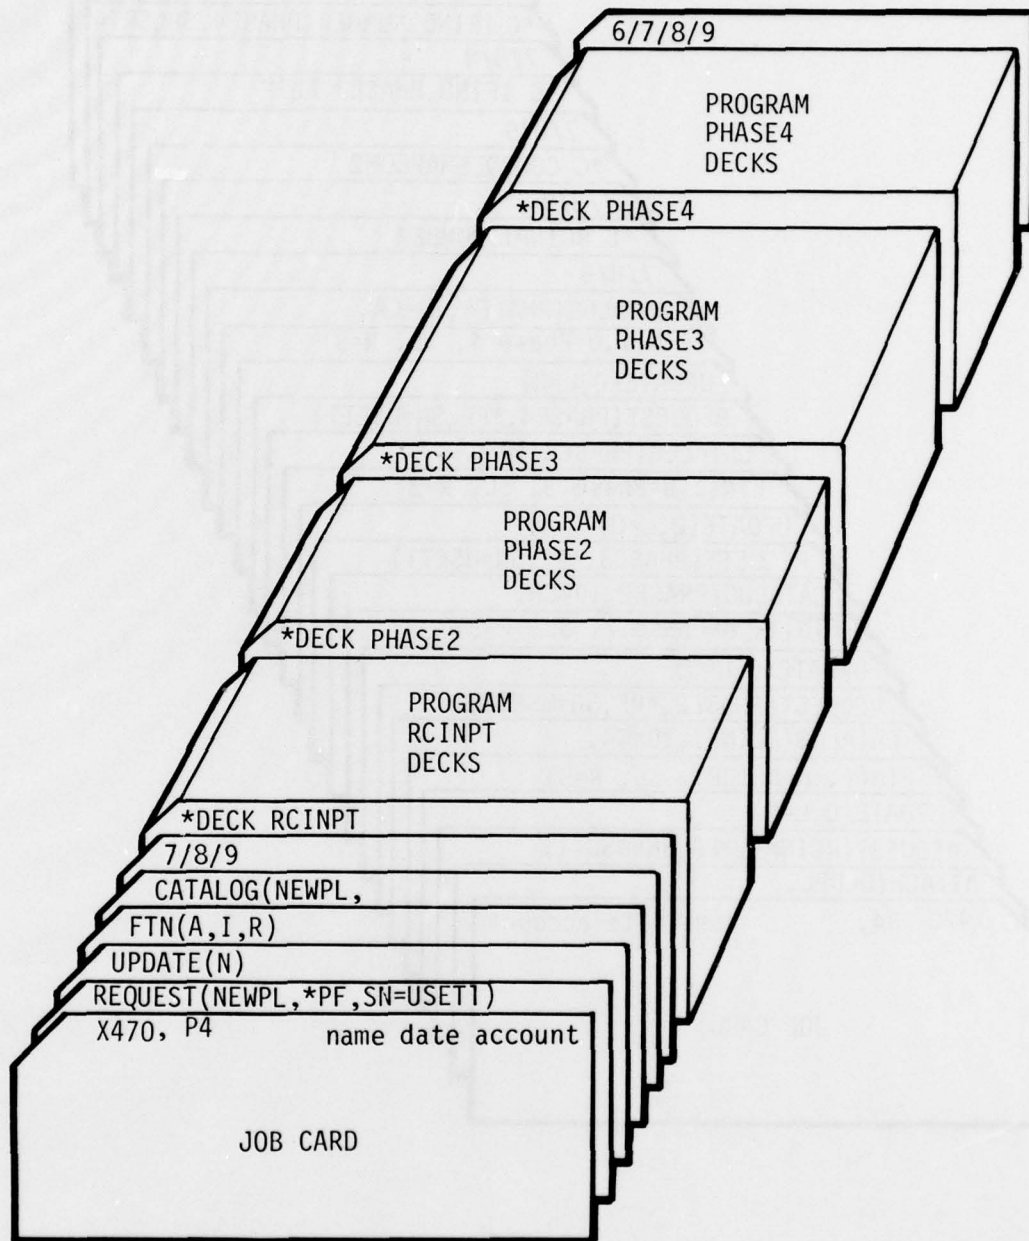 6/7/8/9
PROGRAM
PHASE4
DECKS
*DECK PHASE4
PROGRAM
PHASE3
DECKS
*DECK PHASE3
PROGRAM
PHASE2
DECKS
*DECK PHASE2
PROGRAM
RCINPT
DECKS
*DECK RCINPT
7/8/9
CATALOG(NEWPL,
FTN(A,I,R)
UPDATE(N)
REQUEST(NEWPL,*PF,SN=USET1)
X470, P4 name date account
JOB CARD